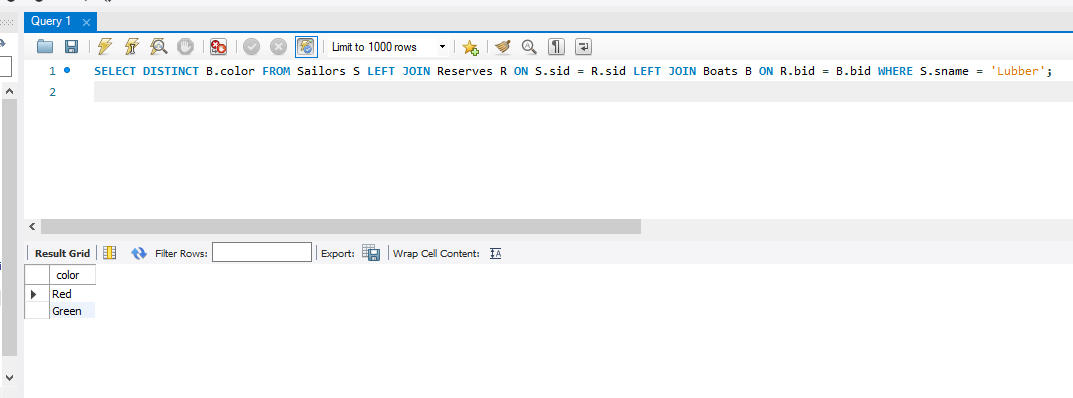 Query 1
Limit to 1000 rows
1 SELECT DISTINCT B.color FROM Sailors S LEFT JOIN Reserves R ON S.sid = R.sid LEFT JOIN Boats B ON R.bid = B.bid WHERE S.sname = 'Lubber';
2
Result Grid Filter Rows: Export: Wrap Cell Content:
color
Red
Green